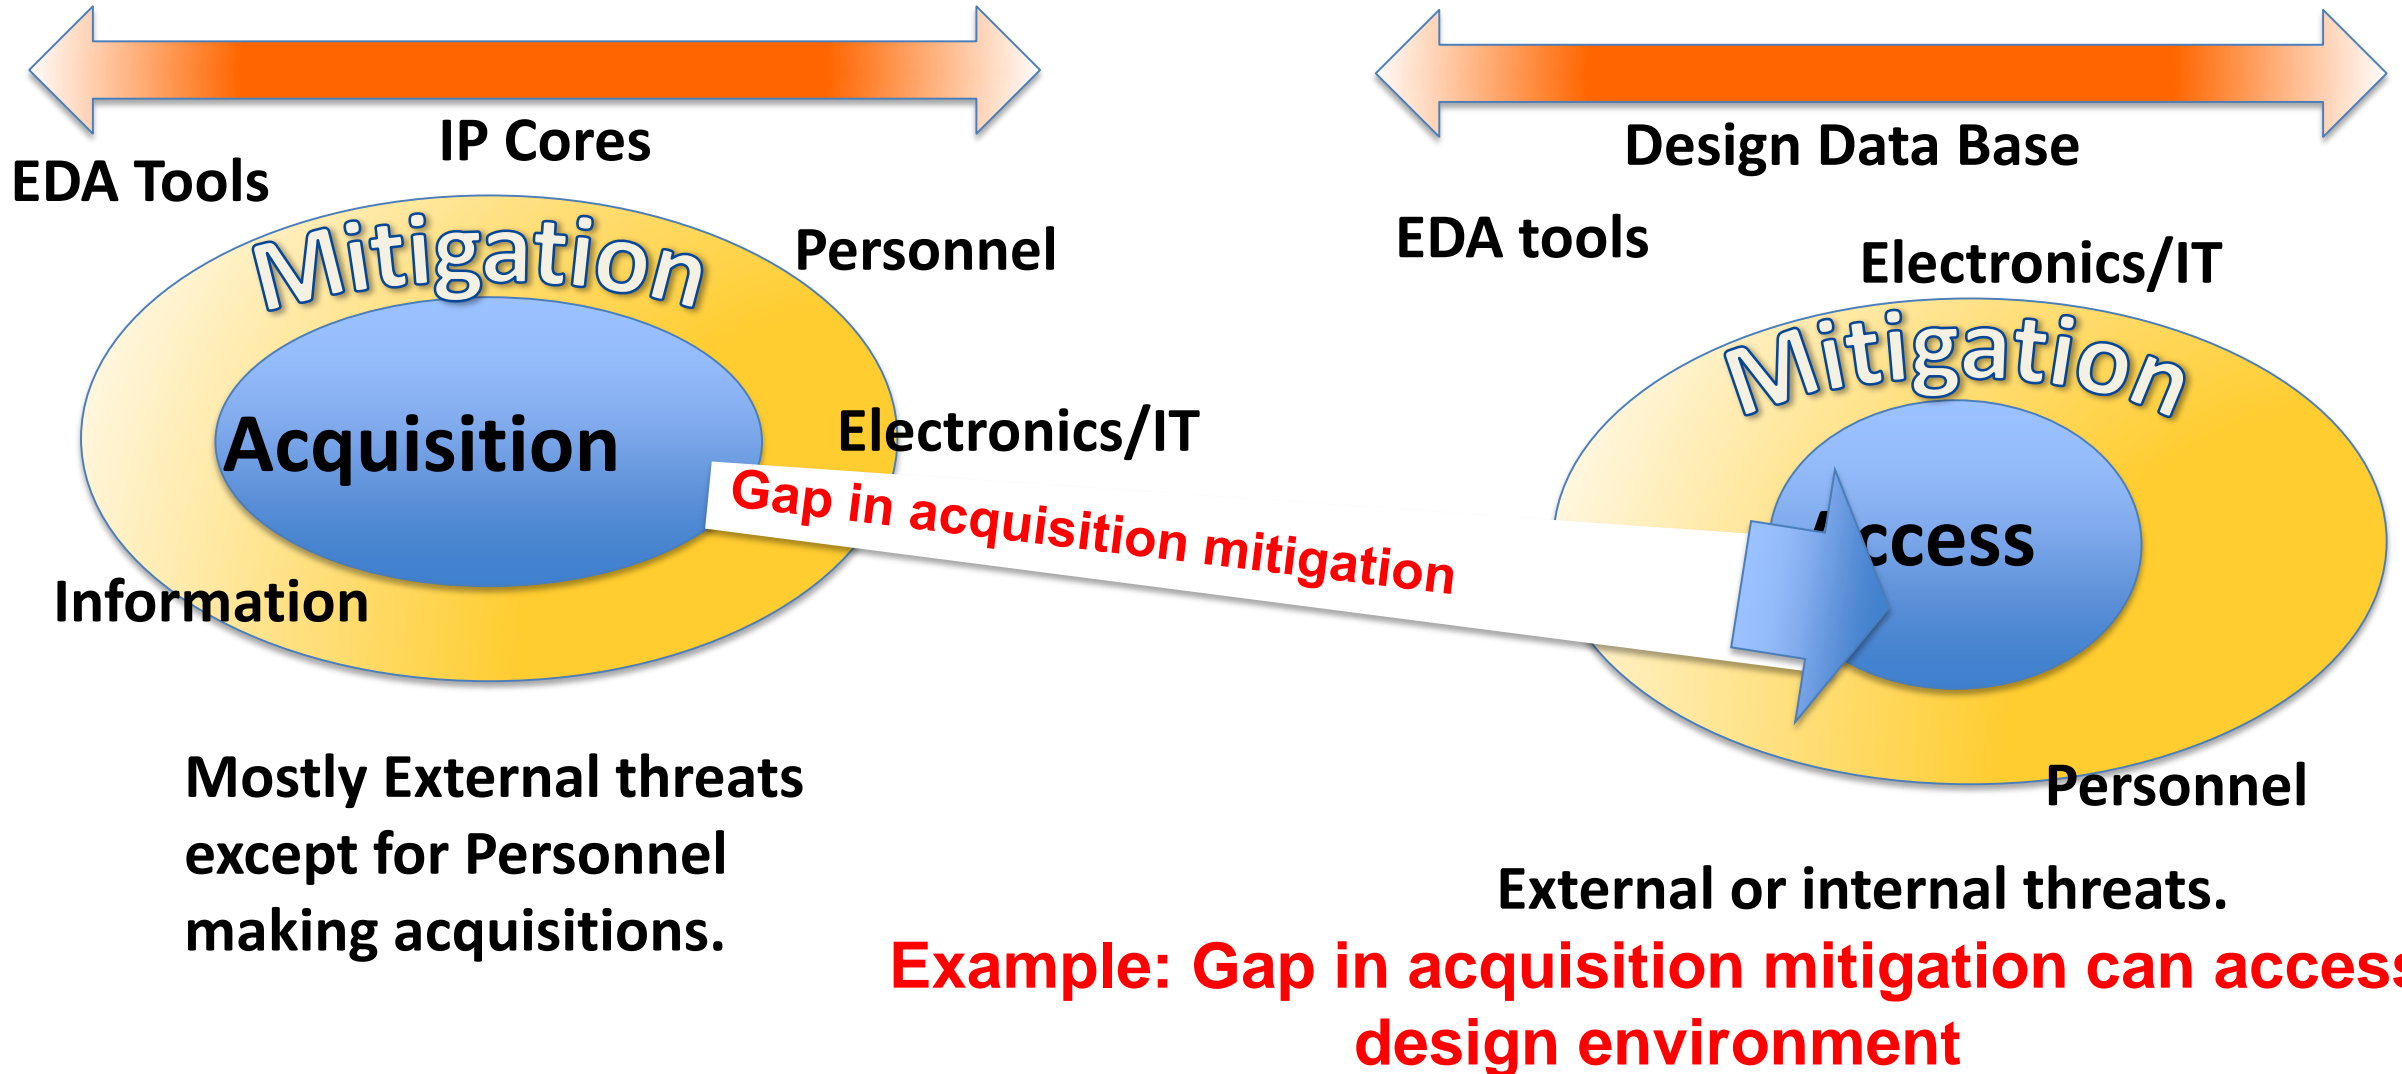 IP Cores
EDA Tools
Mitigation
Personnel
Acquisition
Electronics/IT
Information
Gap in acquisition mitigation
Mostly External threats
except for Personnel
making acquisitions.
Design Data Base
EDA tools
Electronics/IT
Mitigation
Access
Personnel
External or internal threats.
Example: Gap in acquisition mitigation can access
design environment